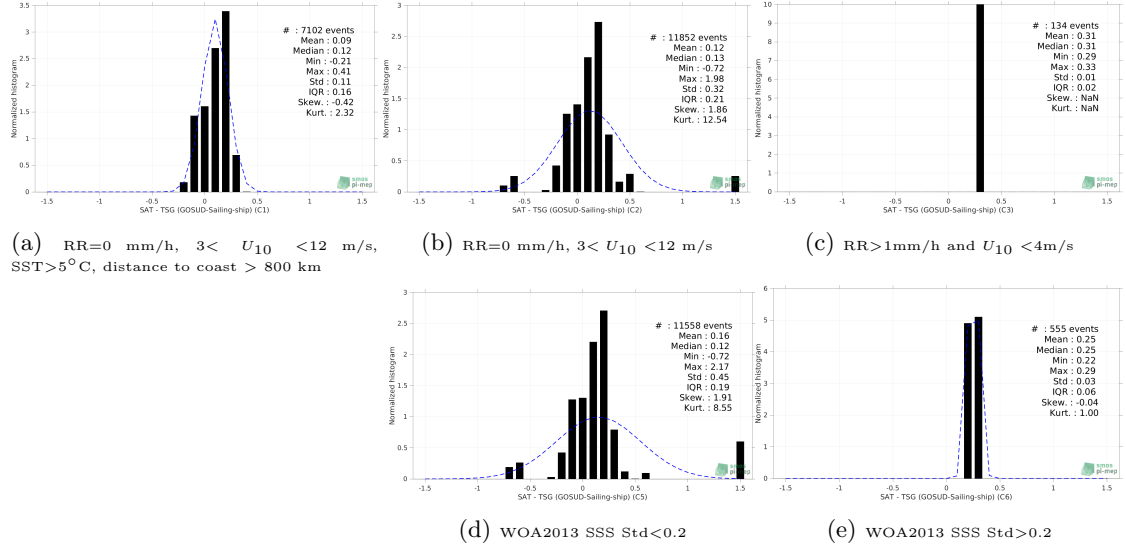 3.5
3
2.5
2
1.5
1
0.5
0
Normalized histogram
# : 7102 events
Mean : 0.09
Median : 0.12
Min : -0.21
Max : 0.41
Std : 0.11
IQR : 0.16
Skew. : -0.42
Kurt. : 2.32
smos
pi-mep
-1.5 -1 -0.5 0 0.5 1 1.5
SAT - TSG (GOSUD-Sailing-ship) (C1)
(a) RR=0 mm/h, 3< U10 <12 m/s,
SST>5°C, distance to coast > 800 km
3
2.5
2
1.5
1
0.5
0
Normalized histogram
# : 11852 events
Mean : 0.12
Median : 0.13
Min : -0.72
Max : 1.98
Std : 0.32
IQR : 0.21
Skew. : 1.86
Kurt. : 12.54
smos
pi-mep
-1.5 -1 -0.5 0 0.5 1 1.5
SAT - TSG (GOSUD-Sailing-ship) (C2)
(b) RR=0 mm/h, 3< U10 <12 m/s
10
9
8
7
6
5
4
3
2
1
0
Normalized histogram
# : 134 events
Mean : 0.31
Median : 0.31
Min : 0.29
Max : 0.33
Std : 0.01
IQR : 0.02
Skew. : NaN
Kurt. : NaN
smos
pi-mep
-1.5 -1 -0.5 0 0.5 1 1.5
SAT - TSG (GOSUD-Sailing-ship) (C3)
(c) RR>1mm/h and U10 <4m/s
3
2.5
2
1.5
1
0.5
0
Normalized histogram
# : 11558 events
Mean : 0.16
Median : 0.12
Min : -0.72
Max : 2.17
Std : 0.45
IQR : 0.19
Skew. : 1.91
Kurt. : 8.55
smos
pi-mep
-1.5 -1 -0.5 0 0.5 1 1.5
SAT - TSG (GOSUD-Sailing-ship) (C5)
(d) WOA2013 SSS Std<0.2
6
5
4
3
2
1
0
Normalized histogram
# : 555 events
Mean : 0.25
Median : 0.25
Min : 0.22
Max : 0.29
Std : 0.03
IQR : 0.06
Skew. : -0.04
Kurt. : 1.00
smos
pi-mep
-1.5 -1 -0.5 0 0.5 1 1.5
SAT - TSG (GOSUD-Sailing-ship) (C6)
(e) WOA2013 SSS Std>0.2